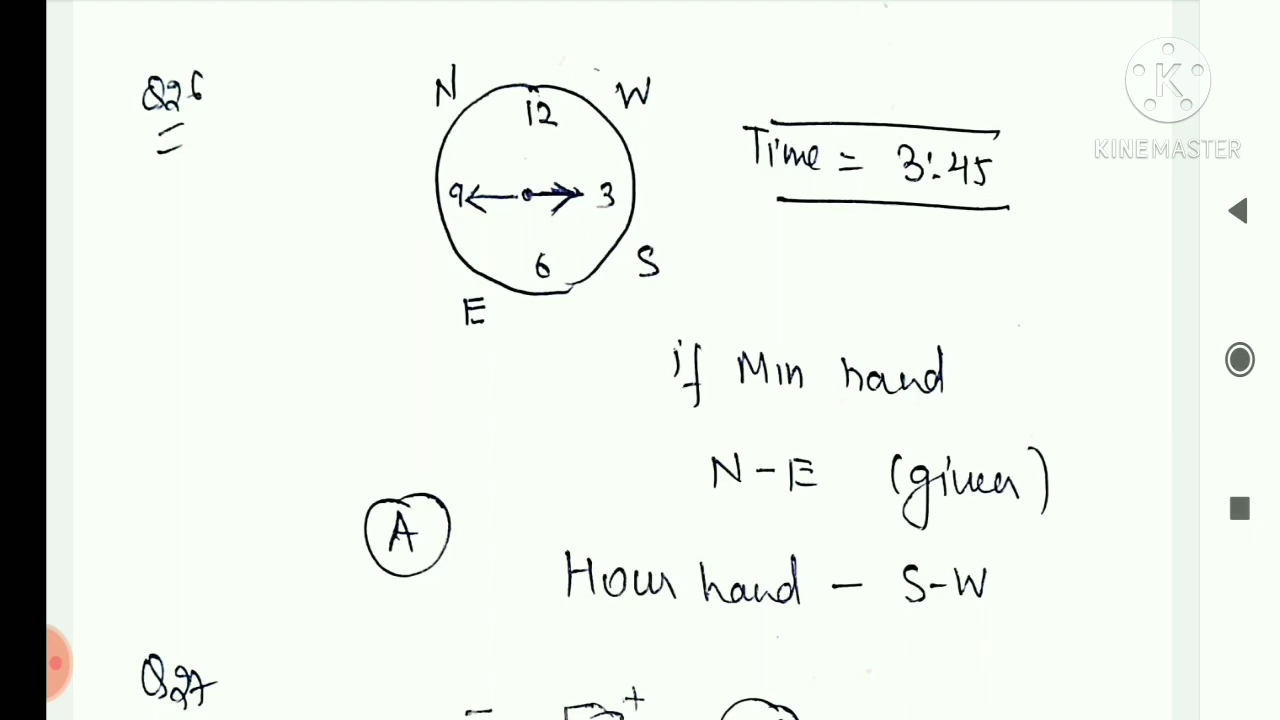 Q26
N
W
12
9
3
6
S
E
Time = 3:45
if Min hand
N-E (given)
A
Hour hand - S-W
Q27
+
K
KINEMASTER